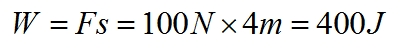 W = Fs = 100N × 4m = 400J